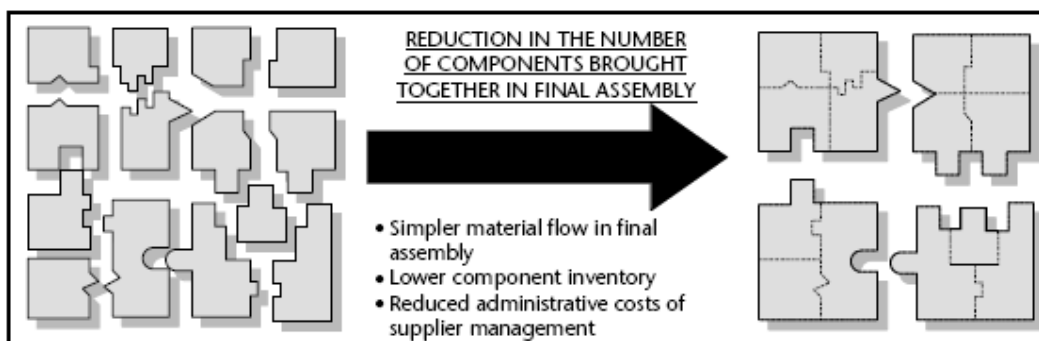 REDUCTION IN THE NUMBER
OF COMPONENTS BROUGHT
TOGETHER IN FINAL ASSEMBLY
• Simpler material flow in final
assembly
• Lower component inventory
• Reduced administrative costs of
supplier management